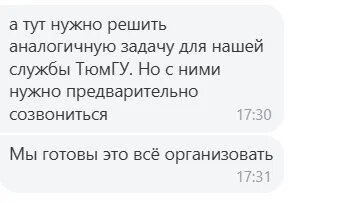 а тут нужно решить
аналогичную задачу для нашей
службы ТюмГУ. Но с ними
нужно предварительно
созвониться
17:30
Мы готовы это всё организовать
17:31